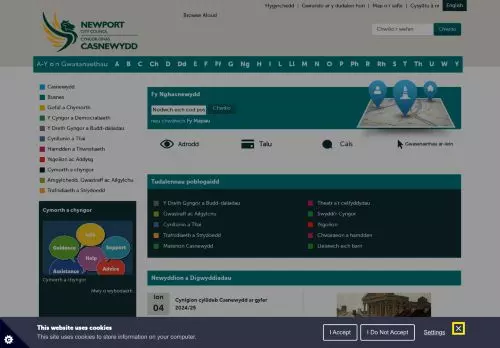 Hygyrchedd
Gwrando ar y dudalen hon
Map o'r safle
Cysylltu â ni
English
Browse Aloud
NEWPORT
CITY COUNCIL
CYNGOR DINAS
CASNEWYDD
Chwilio'r wefan
Chwilio
A-Y o'n Gwasanaethau A B C Ch D Dd E F Ff G Ng H I L Ll M N O P Ph R Rh S T Th U W Y
Casnewydd
Busnes
Gofal a Chymorth
Y Cyngor a Democratiaeth
Y Dreth Gyngor a Budd-daliadau
Cynllunio a Thai
Hamdden a Thwristiaeth
Ysgolion ac Addysg
Cymorth a chyngor
Amgylchedd, Gwastraff ac Ailgylchu
Trafnidiaeth a Strydoedd
Fy Nghasnewydd
Nodwch eich cod pos
Chwilio
neu chwiliwch Fy Mapiau
Adrodd
Talu
Cais
Gwasanaethau ar-lein
Tudalennau poblogaidd
Y Dreth Gyngor a Budd-daliadau
Gwastraff ac Ailgylchu
Cynllunio a Thai
Trafnidiaeth a Strydoedd
Maserion Casnewydd
Theatr a'r celfyddydau
Swyddi'r Cyngor
Ysgolion
Chwaraeon a hamdden
Lleisiwch eich barn
Cymorth a chyngor
Info
Guidance
Support
Help
Assistance
Advice
Cymorth a chyngor
Mwy o wybodaeth
Newyddion a Digwyddiadau
Ion
04
Cynigion cyllideb Casnewydd ar gyfer
2024/25
This website uses cookies
This site uses cookies to store information on your computer.
I Accept
I Do Not Accept
Settings